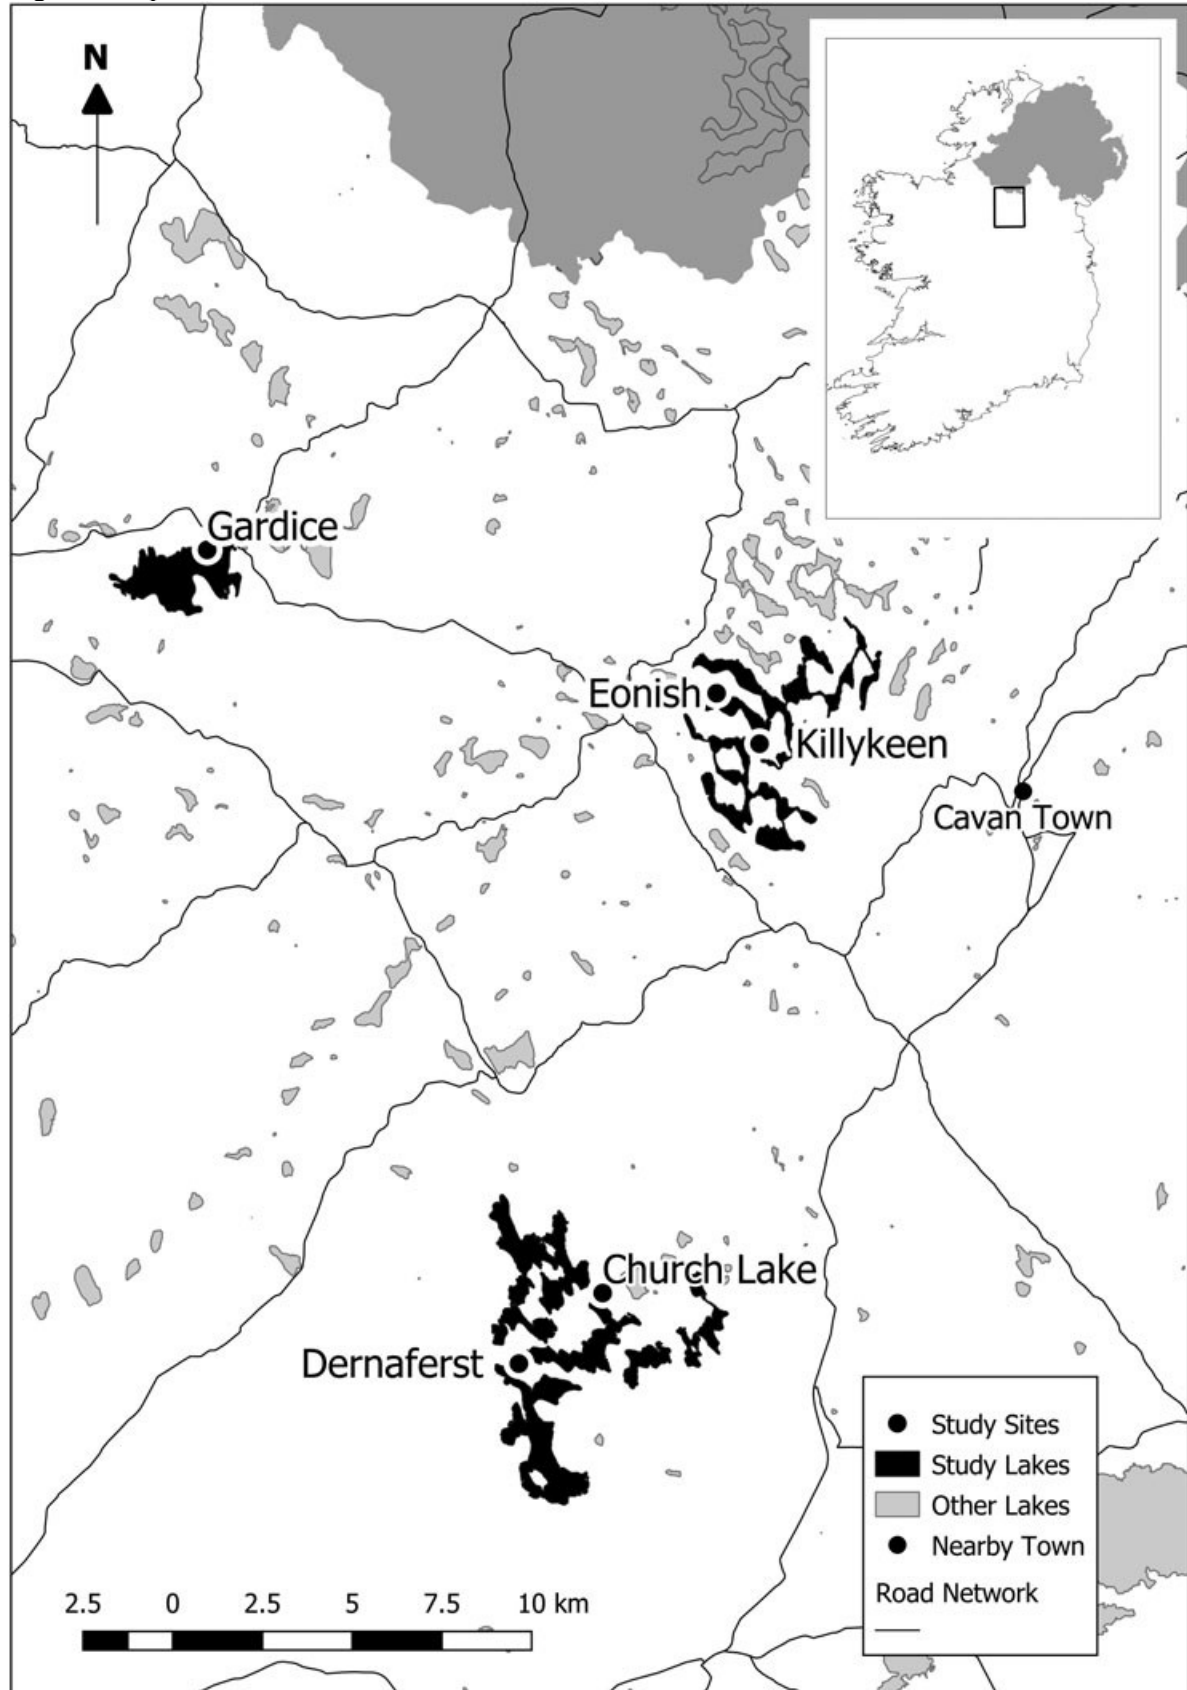 N
Gardice
Eonish
Killykeen
Cavan Town
Church Lake
Dernaferst
Study Sites
Study Lakes
Other Lakes
Nearby Town
Road Network
2.5 0 2.5 5 7.5 10 km